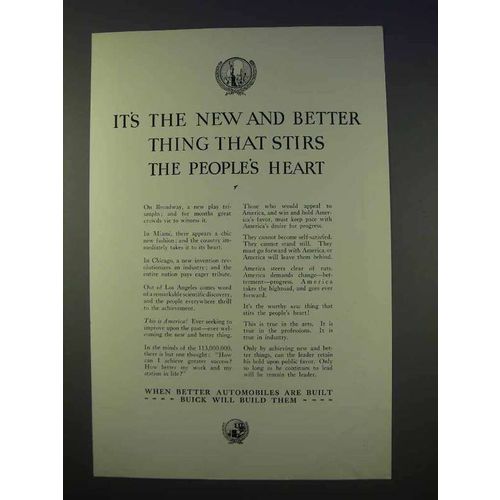 IT'S THE NEW AND BETTER
THING THAT STIRS
THE PEOPLE'S HEART
On Broadway, a new play tri-
umphs; and for months great
crowds vie to witness it.
In Miami, there appears a chic
new fashion; and the country im-
mediately takes it to its heart.
In Chicago, a new invention rev-
olutionizes an industry; and the
entire nation pays eager tribute.
Out of Los Angeles comes word
of a remarkable scientific discovery,
and the people everywhere thrill
to the achievement.
This is America! Ever seeking to
improve upon the past—ever wel-
coming the new and better thing.
In the minds of the 113,000,000,
there is but one thought: "How
can I achieve greater success?
How better my work and my
station in life?"
Those who would appeal to
America, and win and hold Amer-
ica's favor, must keep pace with
America's desire for progress.
They cannot become self-satisfied.
They cannot stand still. They
must go forward with America, or
America will leave them behind.
America steers clear of ruts.
America demands change—bet-
terment—progress. America
takes the highroad, and goes ever
forward.
It's the worthy new thing that
stirs the people's heart!
This is true in the arts. It is
true in the professions. It is
true in industry.
Only by achieving new and bet-
ter things, can the leader retain
his hold upon public favor. Only
so long as he continues to lead
will he remain the leader.
WHEN BETTER AUTOMOBILES ARE BUILT
- - - - BUICK WILL BUILD THEM - - - -